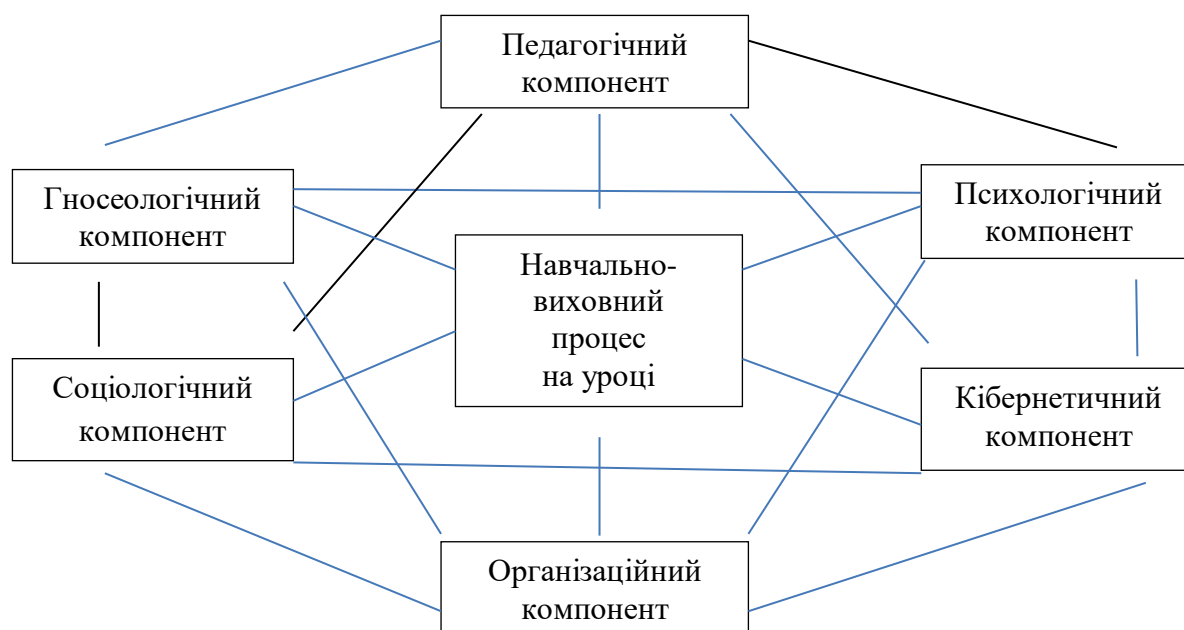 Педагогічний
компонент
Гносеологічний
компонент
Психологічний
компонент
Навчально-
виховний
процес
на уроці
Соціологічний
компонент
Кібернетичний
компонент
Організаційний
компонент